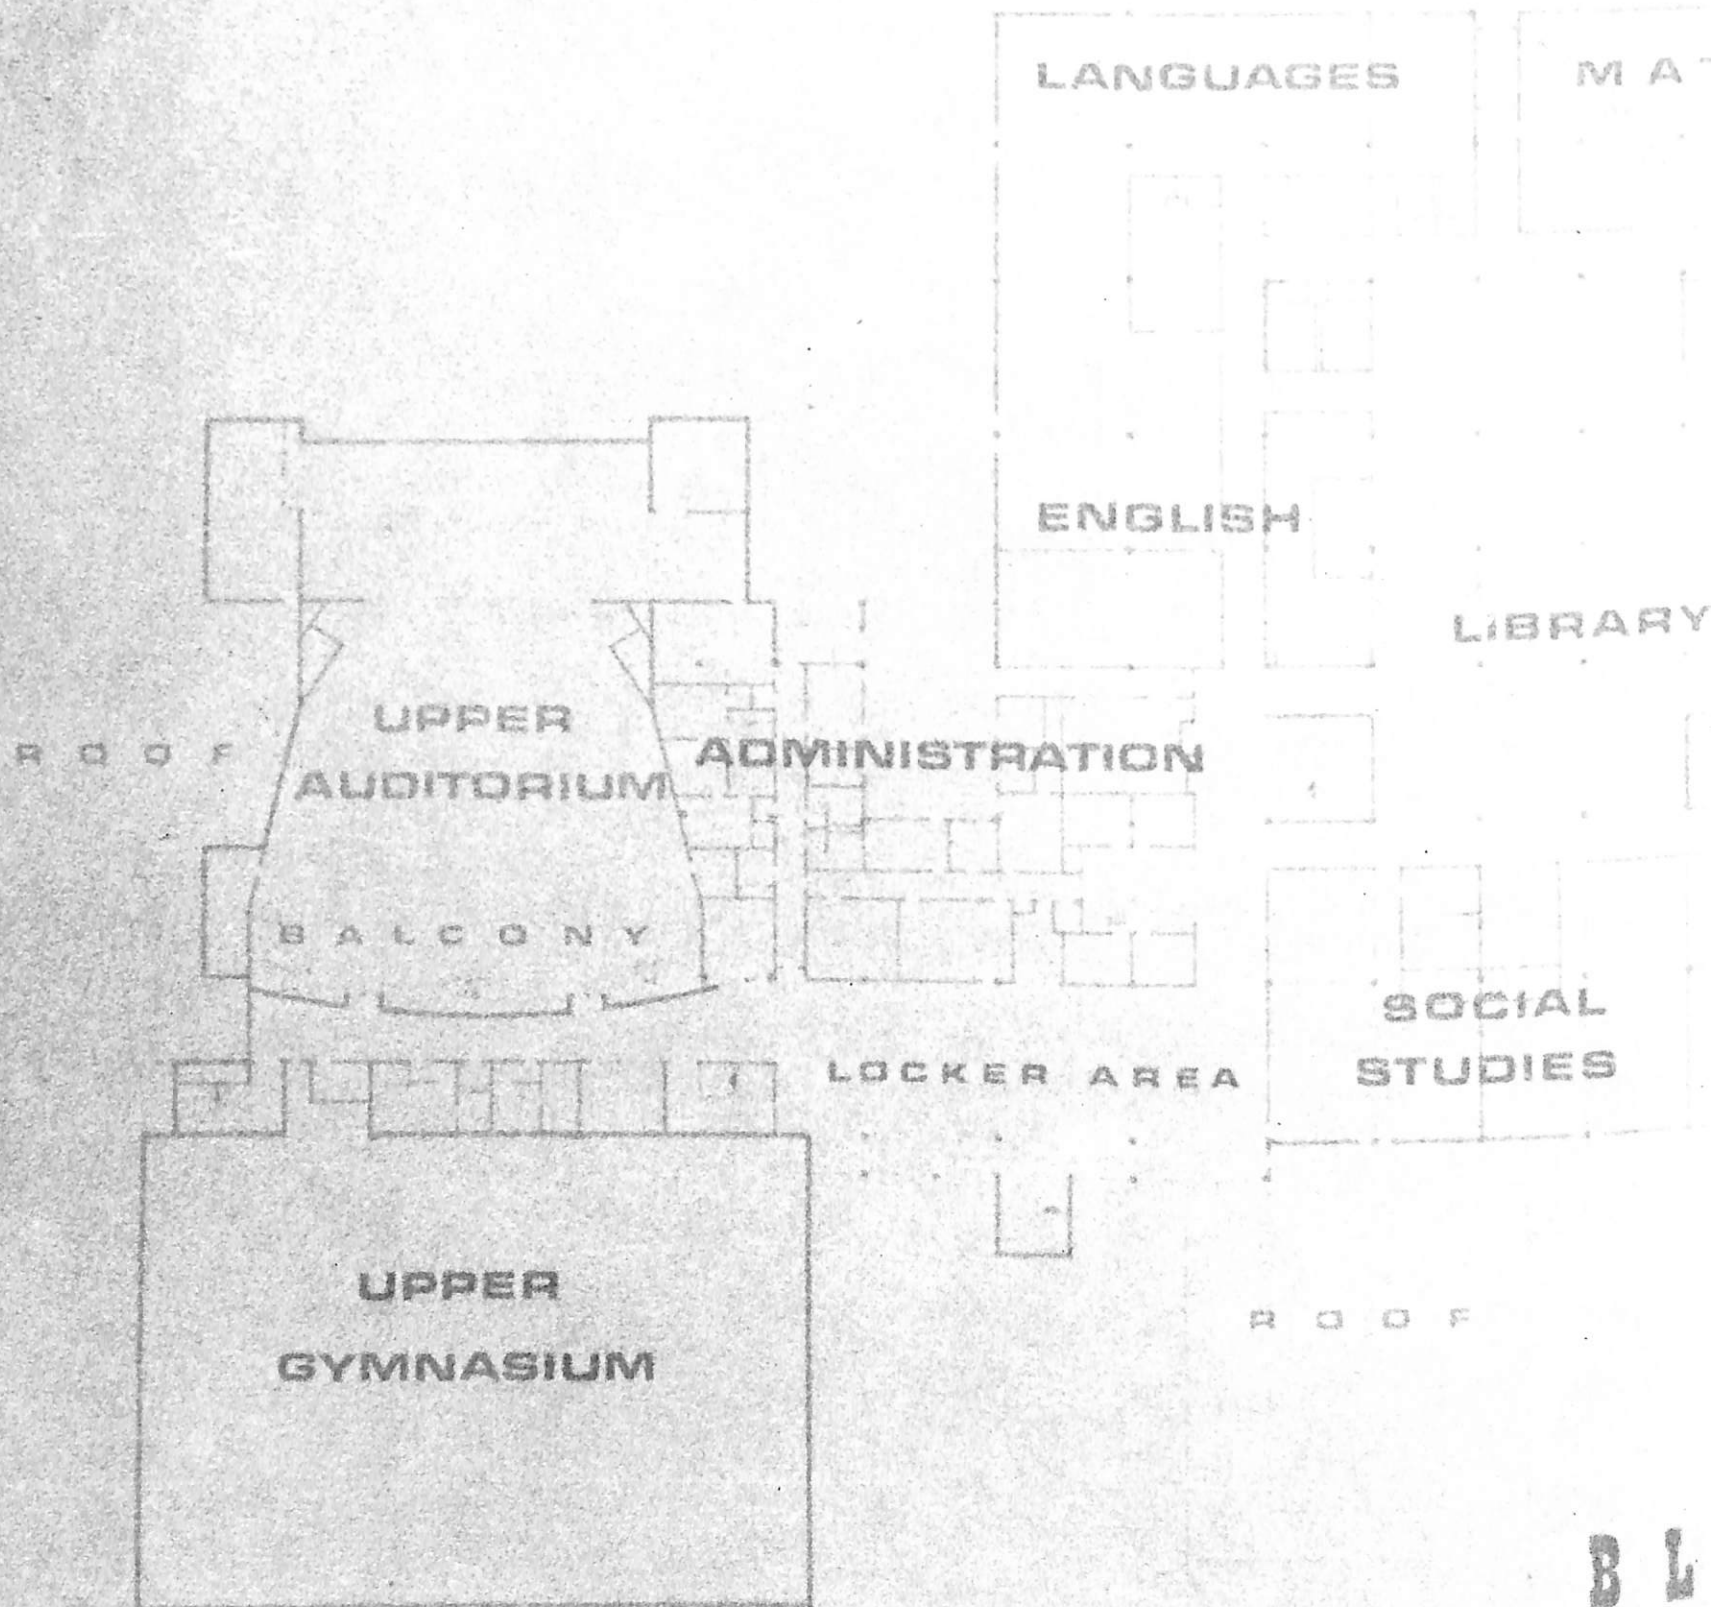 LANGUAGES
M A T
ENGLISH
LIBRARY
UPPER
AUDITORIUM
ADMINISTRATION
ROOF
BALCONY
SOCIAL
STUDIES
LOCKER AREA
UPPER
GYMNASIUM
ROOF
B L